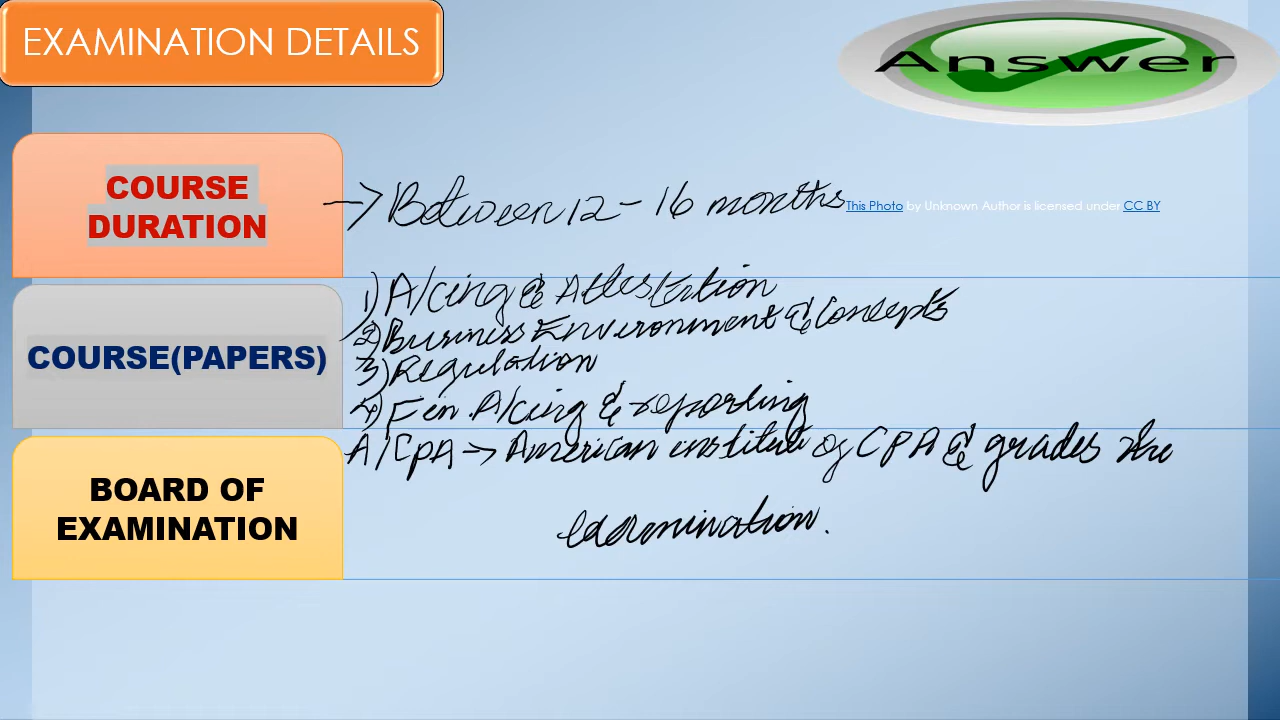 EXAMINATION DETAILS
Answer
COURSE
DURATION
→ Between 12 - 16 months
This Photo by Unknown Author is licensed under CC BY
COURSE(PAPERS)
1) A/cing & Attestation
2) Business Environment & Concepts
3) Regulation
4) Fin. A/cing & reporting
BOARD OF
EXAMINATION
A/CPA → American institute of CPA & grades the
examination.